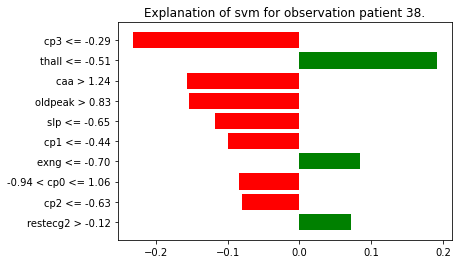 Explanation of svm for observation patient 38.
cp3 <= -0.29
thall <= -0.51
caa > 1.24
oldpeak > 0.83
slp <= -0.65
cp1 <= -0.44
exng <= -0.70
-0.94 < cp0 <= 1.06
cp2 <= -0.63
restecg2 > -0.12
−0.2 −0.1 0.0 0.1 0.2